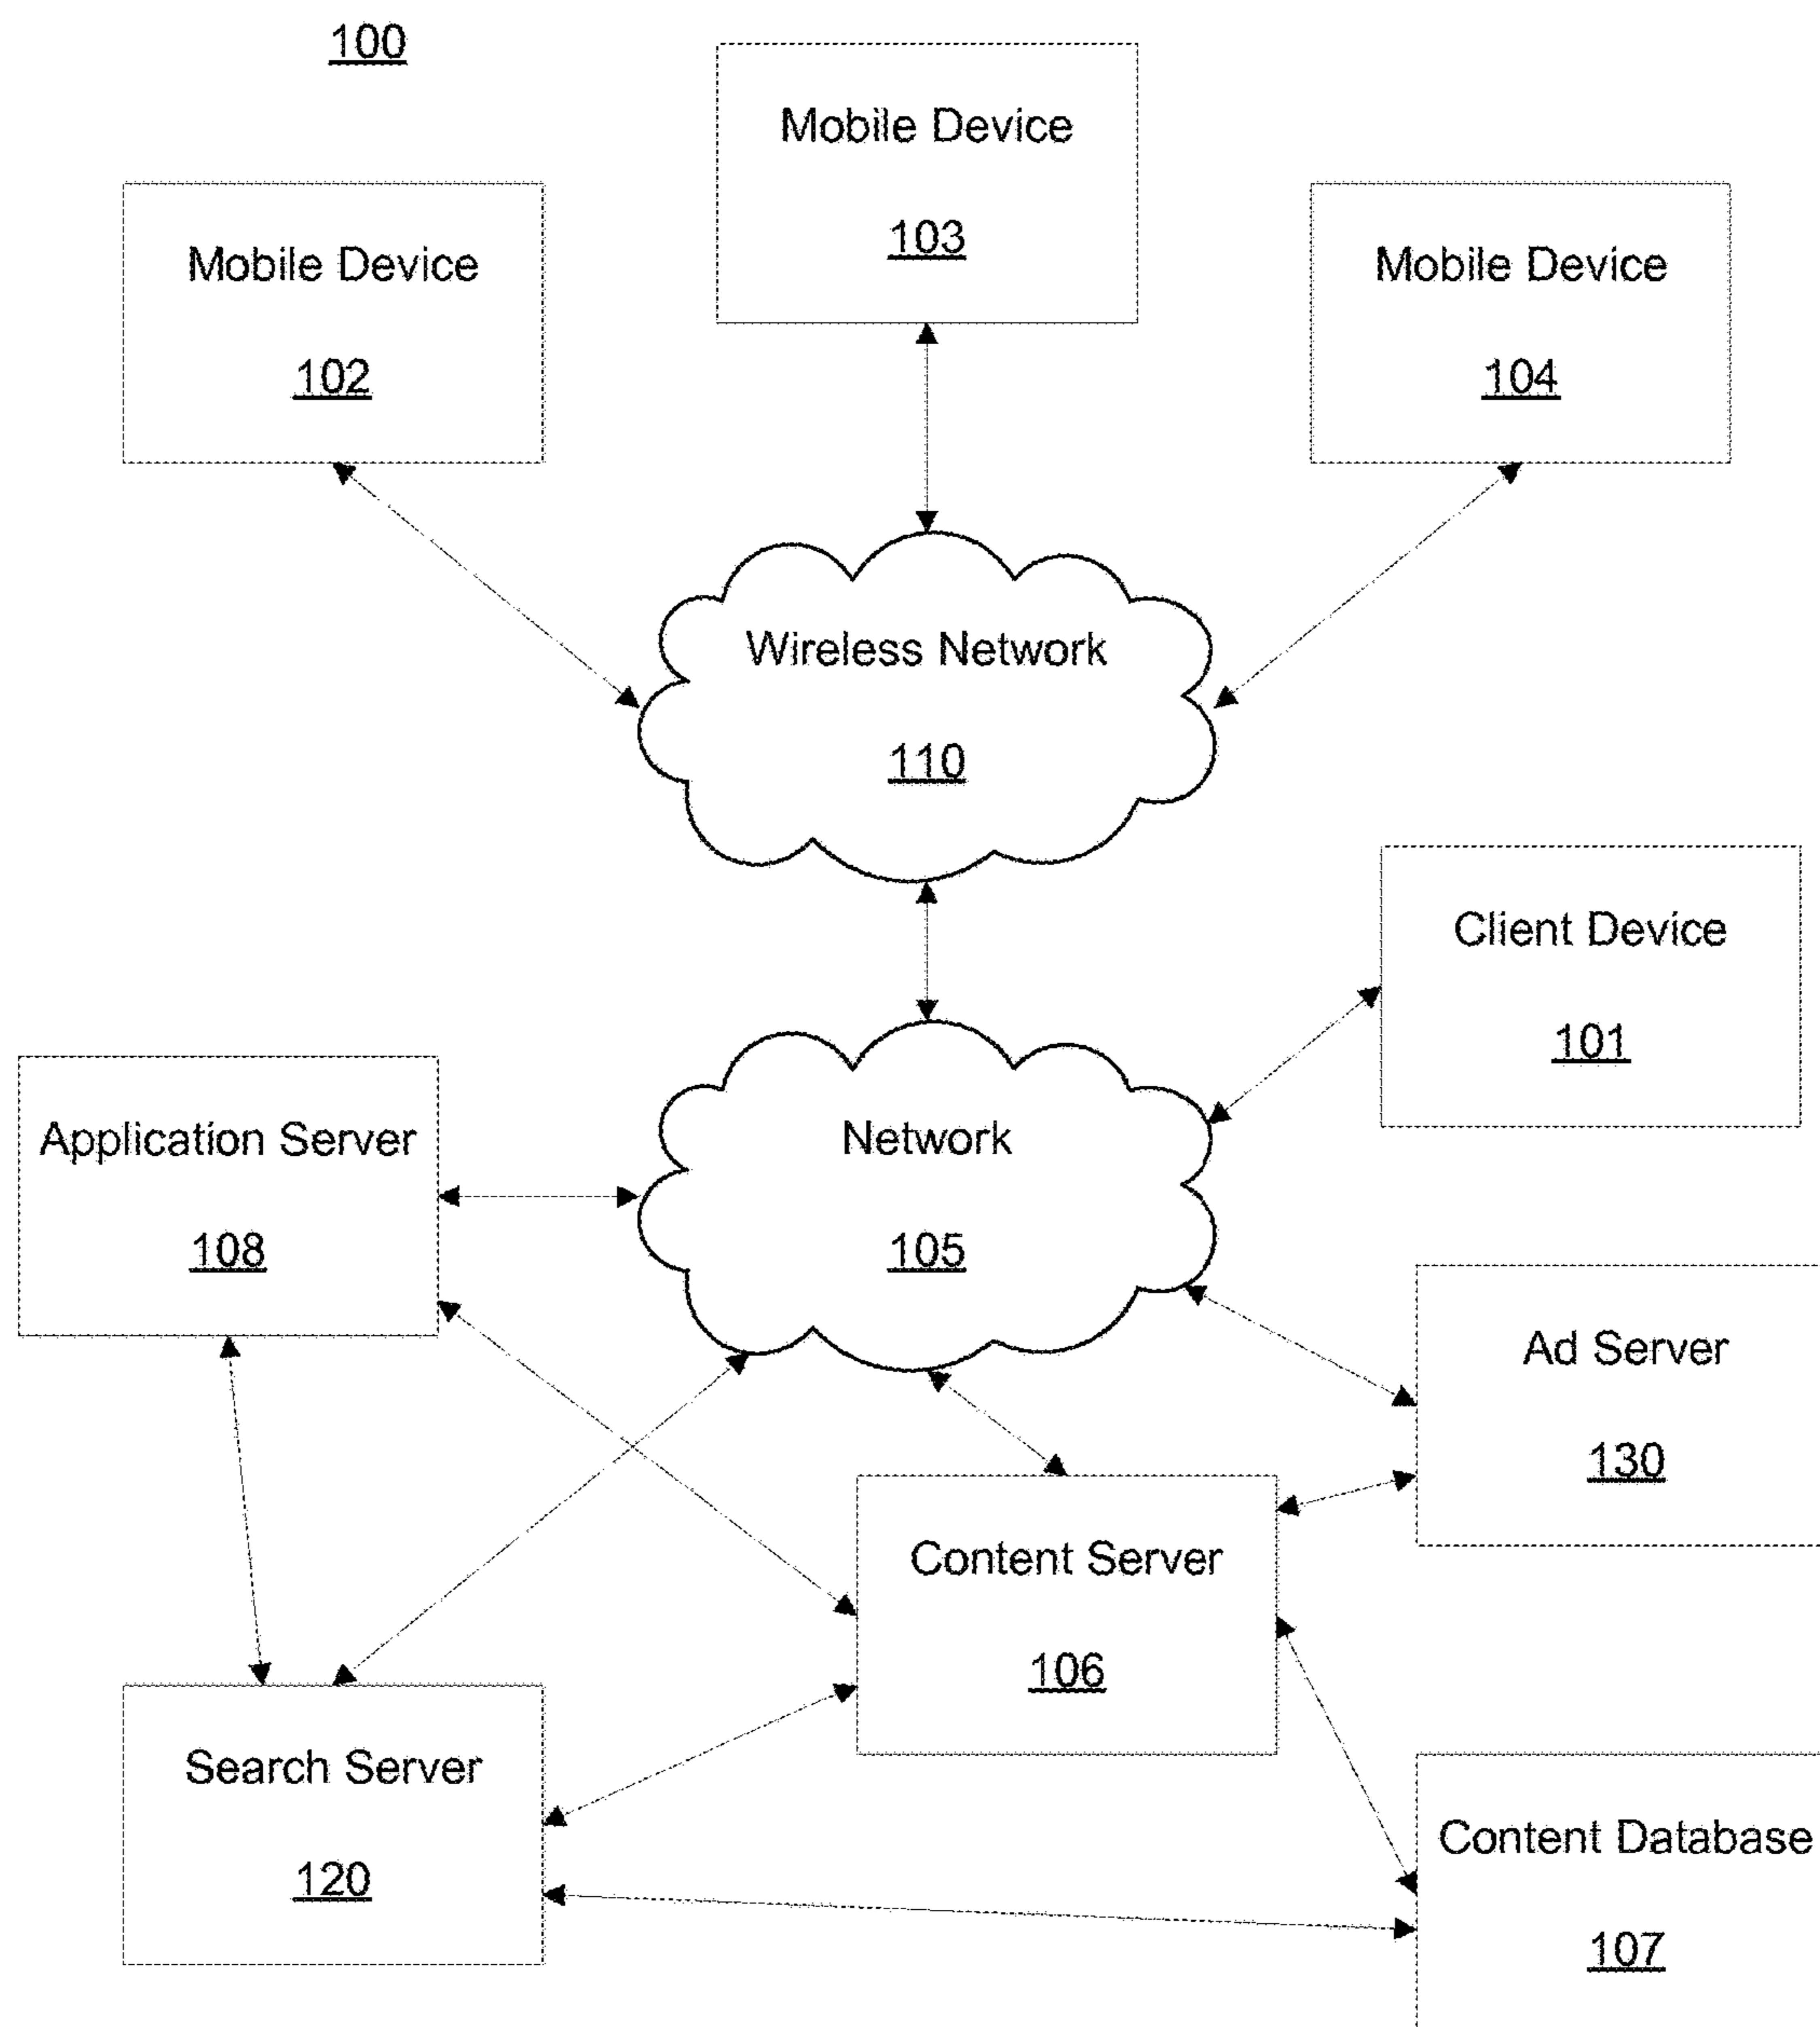 100
Mobile Device
103
Mobile Device
102
Mobile Device
104
Wireless Network
110
Client Device
101
Application Server
108
Network
105
Ad Server
130
Content Server
106
Search Server
120
Content Database
107